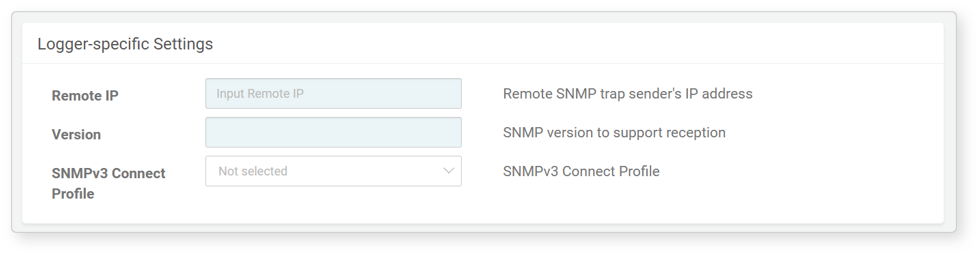 Logger-specific Settings
Remote IP
Input Remote IP
Remote SNMP trap sender's IP address
Version
SNMP version to support reception
SNMPv3 Connect
Profile
Not selected
SNMPv3 Connect Profile